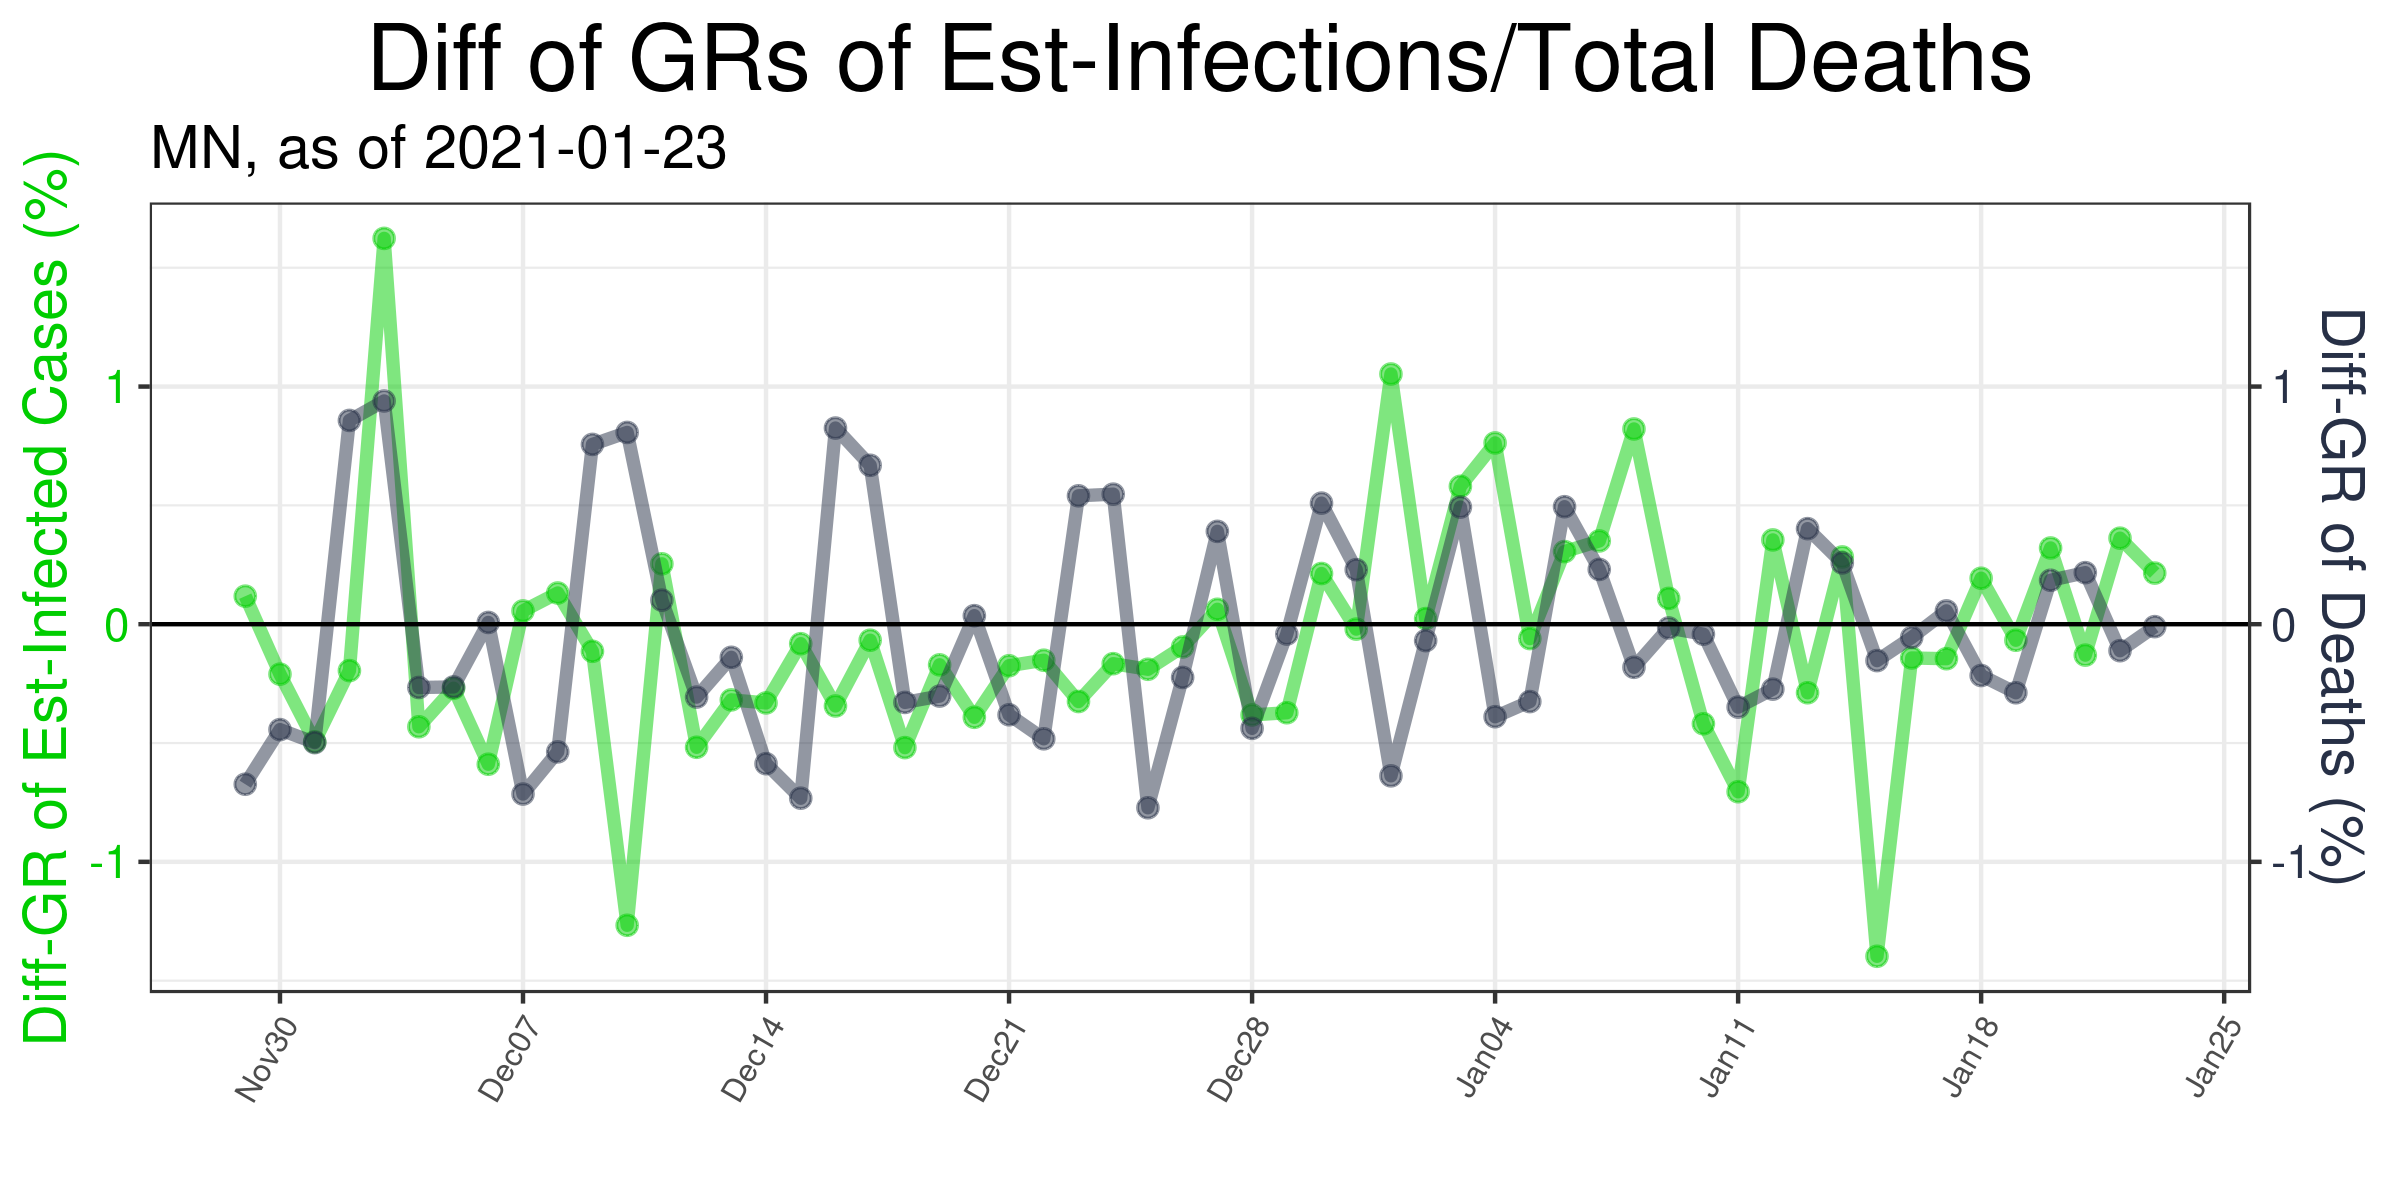 Diff of GRs of Est-Infections/Total Deaths
MN, as of 2021-01-23
Diff-GR of Est-Infected Cases (%)
1
0
-1
1
0
-1
Diff-GR of Deaths (%)
Nov30
Dec07
Dec14
Dec21
Dec28
Jan04
Jan11
Jan18
Jan25